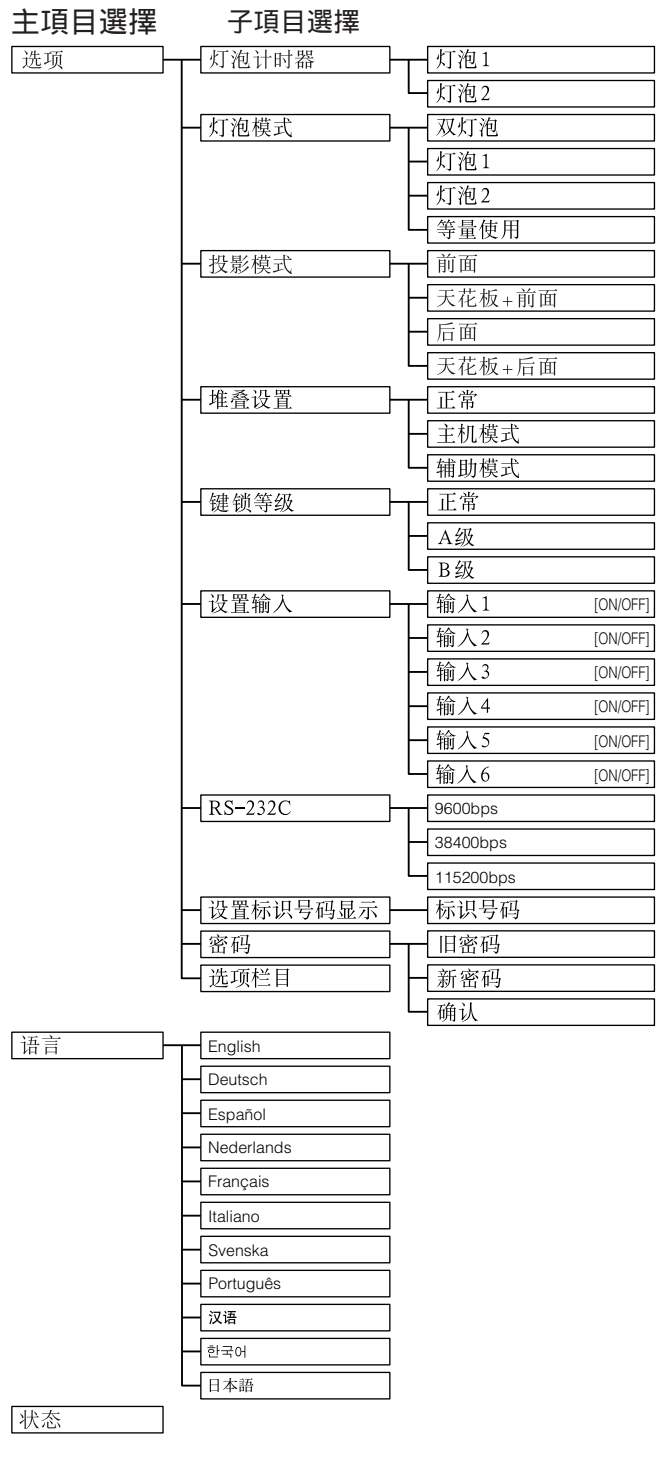 主項目選擇 子項目選擇
选项 灯泡计时器 灯泡1
灯泡2
灯泡模式 双灯泡
灯泡1
灯泡2
等量使用
投影模式 前面
天花板+前面
后面
天花板+后面
堆叠设置 正常
主机模式
辅助模式
键锁等级 正常
A级
B级
设置输入 输入1 [ON/OFF]
输入2 [ON/OFF]
输入3 [ON/OFF]
输入4 [ON/OFF]
输入5 [ON/OFF]
输入6 [ON/OFF]
RS-232C 9600bps
38400bps
115200bps
设置标识号码显示 标识号码
密码 旧密码
选项栏目 新密码
确认
语言 English
Deutsch
Español
Nederlands
Français
Italiano
Svenska
Português
汉语
한국어
日本語
状态